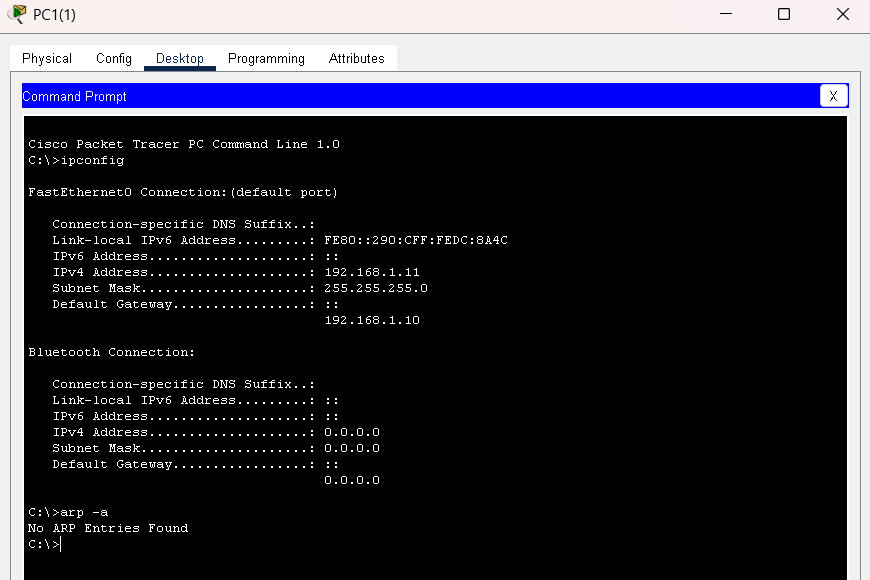 PC1(1)
Physical Config Desktop Programming Attributes
Command Prompt X
Cisco Packet Tracer PC Command Line 1.0
C:\>ipconfig
FastEthernet0 Connection:(default port)
Connection-specific DNS Suffix..:
Link-local IPv6 Address.........: FE80::290:CFF:FEDC:8A4C
IPv6 Address....................: ::
IPv4 Address....................: 192.168.1.11
Subnet Mask.....................: 255.255.255.0
Default Gateway.................: ::
192.168.1.10
Bluetooth Connection:
Connection-specific DNS Suffix..:
Link-local IPv6 Address.........: ::
IPv6 Address....................: ::
IPv4 Address....................: 0.0.0.0
Subnet Mask.....................: 0.0.0.0
Default Gateway.................: ::
0.0.0.0
C:\>arp -a
No ARP Entries Found
C:\>